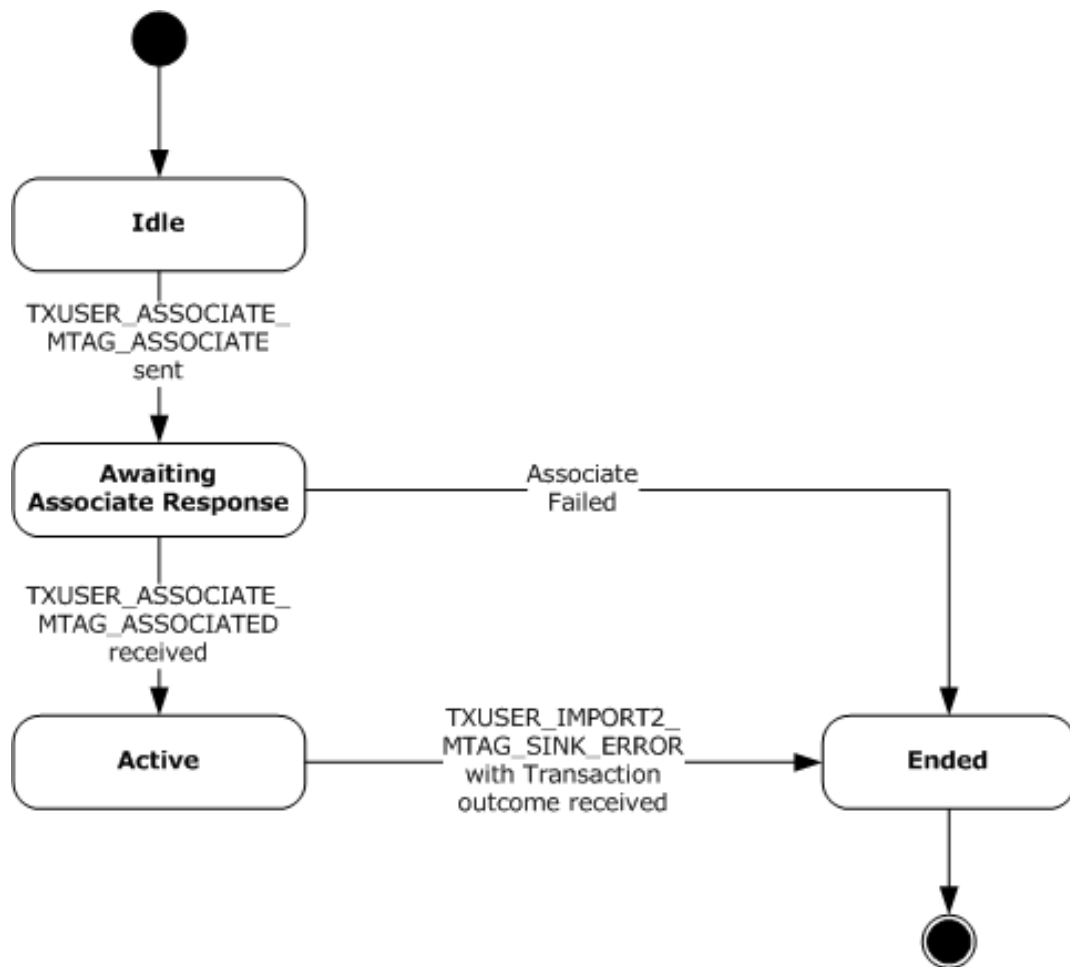 Idle
TXUSER_ASSOCIATE_
MTAG_ASSOCIATE
sent
Awaiting
Associate Response
Associate
Failed
TXUSER_ASSOCIATE_
MTAG_ASSOCIATED
received
Active
TXUSER_IMPORT2_
MTAG_SINK_ERROR
with Transaction
outcome received
Ended